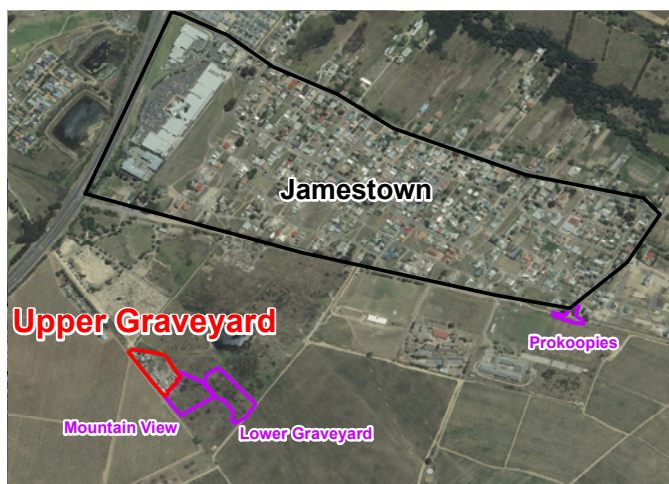 Jamestown
Upper Graveyard
Prokoopies
Mountain View
Lower Graveyard